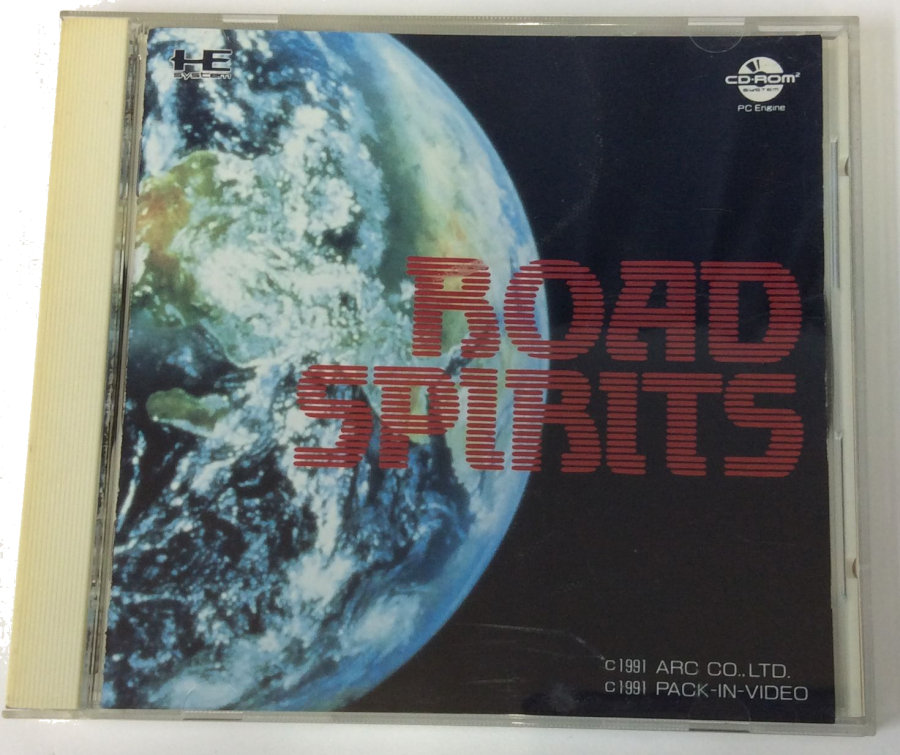 HE
system
CD-ROM²
SYSTEM
PC Engine
ROAD
SPIRITS
c1991 ARC CO.,LTD.
c1991 PACK-IN-VIDEO